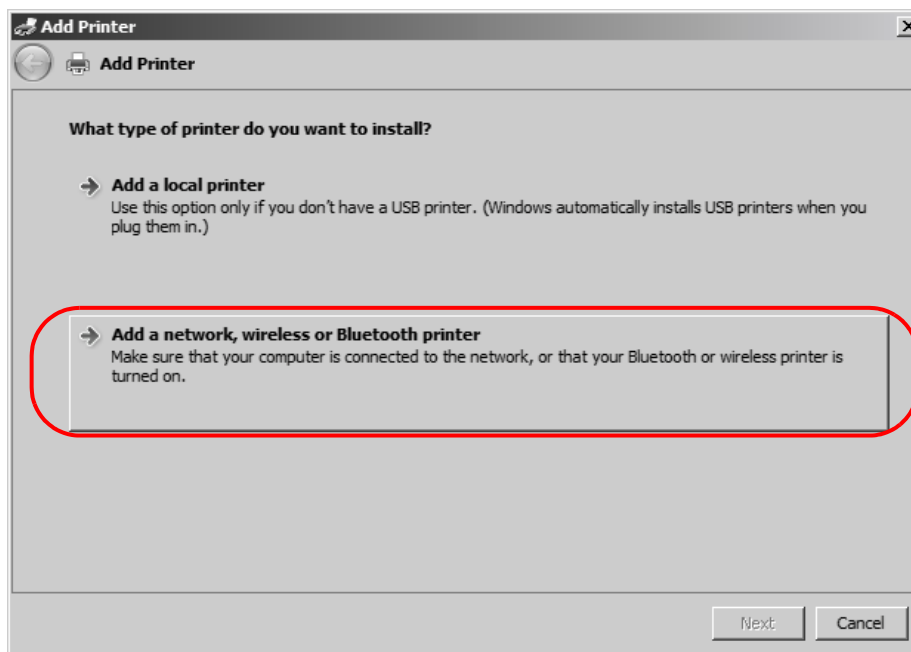 Add Printer
Add Printer
What type of printer do you want to install?
Add a local printer
Use this option only if you don't have a USB printer. (Windows automatically installs USB printers when you
plug them in.)
Add a network, wireless or Bluetooth printer
Make sure that your computer is connected to the network, or that your Bluetooth or wireless printer is
turned on.
Next
Cancel